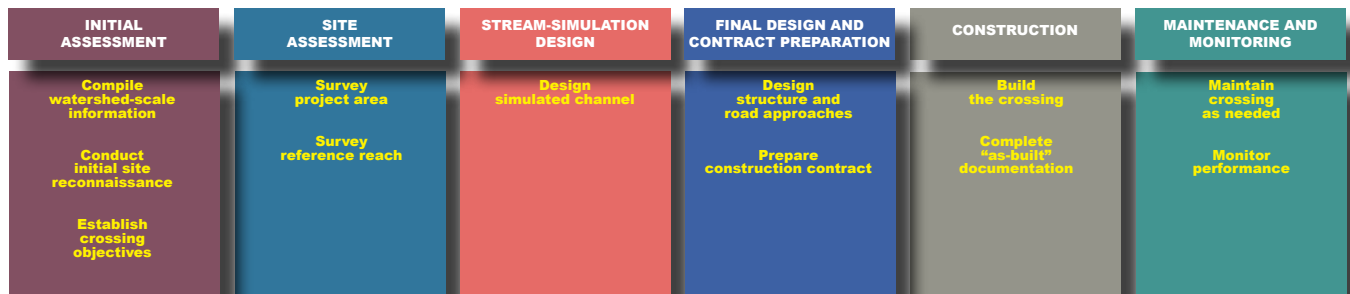 INITIAL
ASSESSMENT
Compile
watershed-scale
information
Conduct
initial site
reconnaissance
Establish
crossing
objectives
SITE
ASSESSMENT
Survey
project area
Survey
reference reach
STREAM-SIMULATION
DESIGN
Design
simulated channel
FINAL DESIGN AND
CONTRACT PREPARATION
Design
structure and
road approaches
Prepare
construction contract
CONSTRUCTION
Build
the crossing
Complete
“as-built”
documentation
MAINTENANCE AND
MONITORING
Maintain
crossing
as needed
Monitor
performance